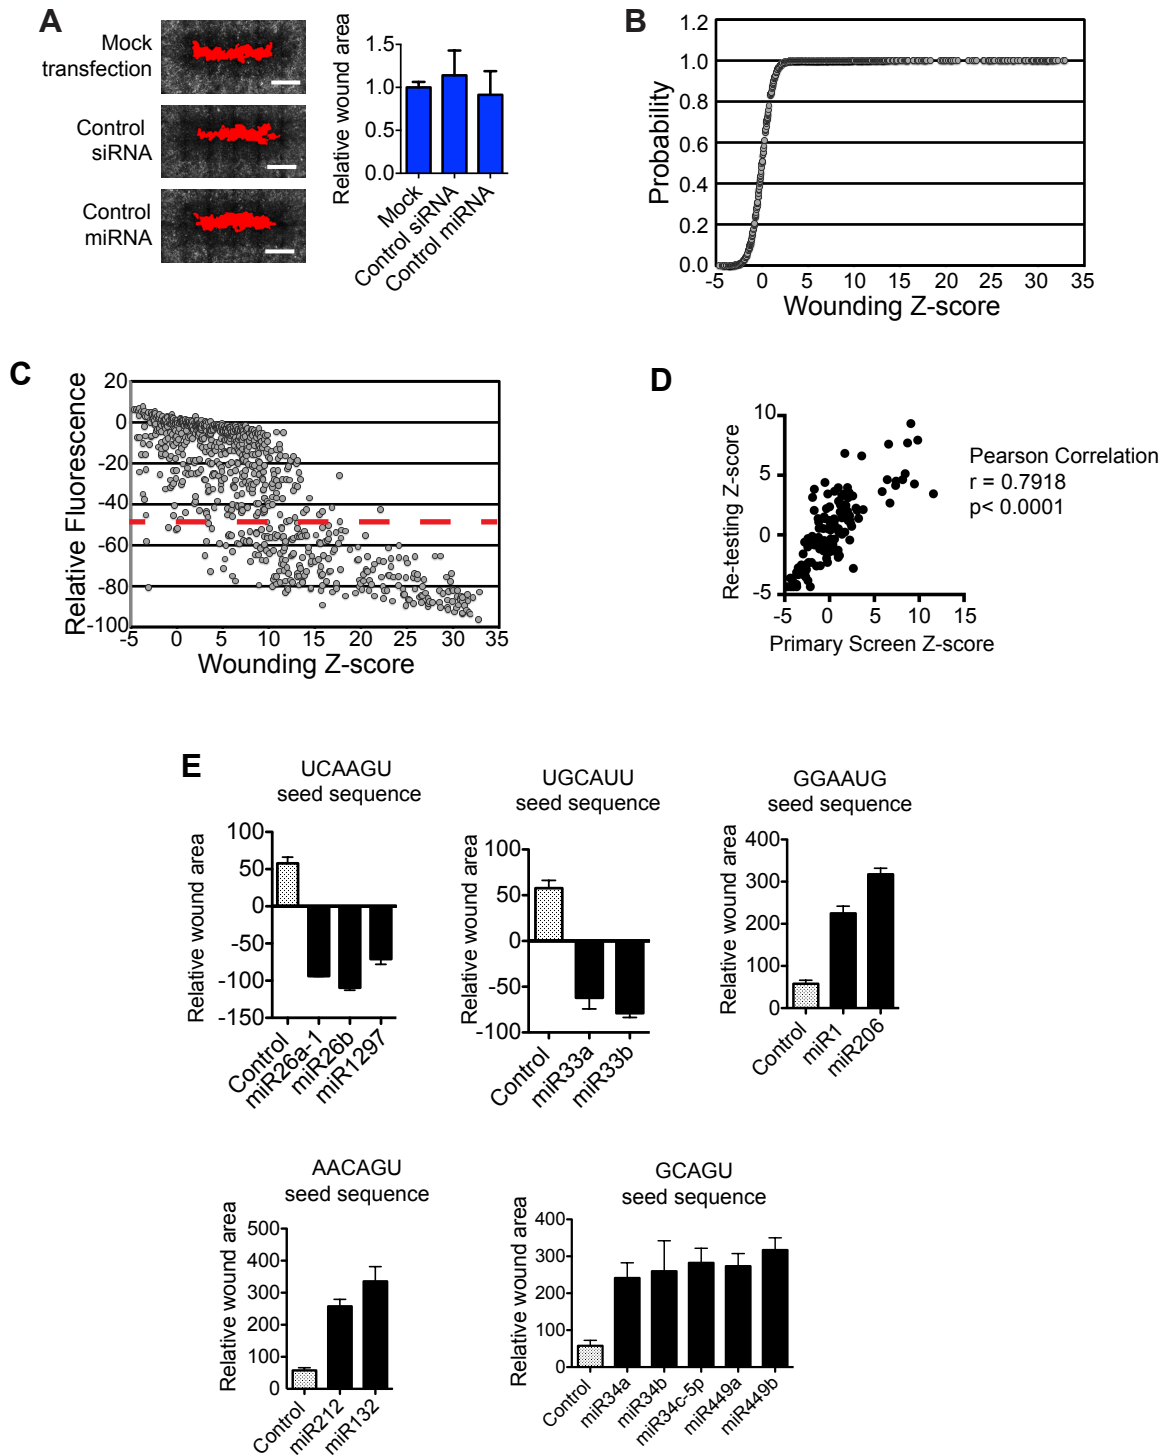 A
Mock
transfection
Control
siRNA
Control
miRNA
Relative wound area
1.5
1.0
0.5
0.0
Mock
Control siRNA
Control miRNA
B
Probability
1.2
1.0
0.8
0.6
0.4
0.2
0.0
-5 0 5 10 15 20 25 30 35
Wounding Z-score
C
Relative Fluorescence
20
0
-20
-40
-60
-80
-100
-5 0 5 10 15 20 25 30 35
Wounding Z-score
D
Re-testing Z-score
10
5
0
-5
-5 0 5 10 15
Primary Screen Z-score
Pearson Correlation
r = 0.7918
p< 0.0001
E
UCAAGU
seed sequence
Relative wound area
100
50
0
-50
-100
-150
Control
miR26a-1
miR26b
miR1297
UGCAUU
seed sequence
Relative wound area
100
50
0
-50
-100
Control
miR33a
miR33b
GGAAUG
seed sequence
Relative wound area
400
300
200
100
0
Control
miR1
miR206
AACAGU
seed sequence
Relative wound area
500
400
300
200
100
0
Control
miR212
miR132
GCAGU
seed sequence
Relative wound area
400
300
200
100
0
Control
miR34a
miR34b
miR34c-5p
miR449a
miR449b